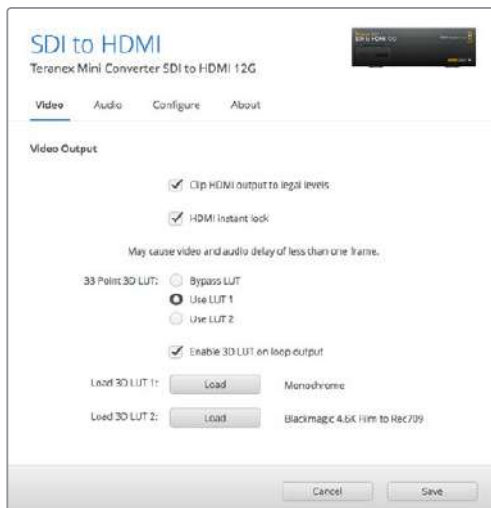 SDI to HDMI
Teranex Mini Converter SDI to HDMI 12G
Video Audio Configure About
Video Output
Clip HDMI output to legal levels
HDMI instant lock
May cause video and audio delay of less than one frame.
33 Point 3D LUT: Bypass LUT
Use LUT 1
Use LUT 2
Enable 3D LUT on loop output
Load 3D LUT 1: Load Monochrome
Load 3D LUT 2: Load Blackmagic 4.6K Film to Rec709
Cancel Save